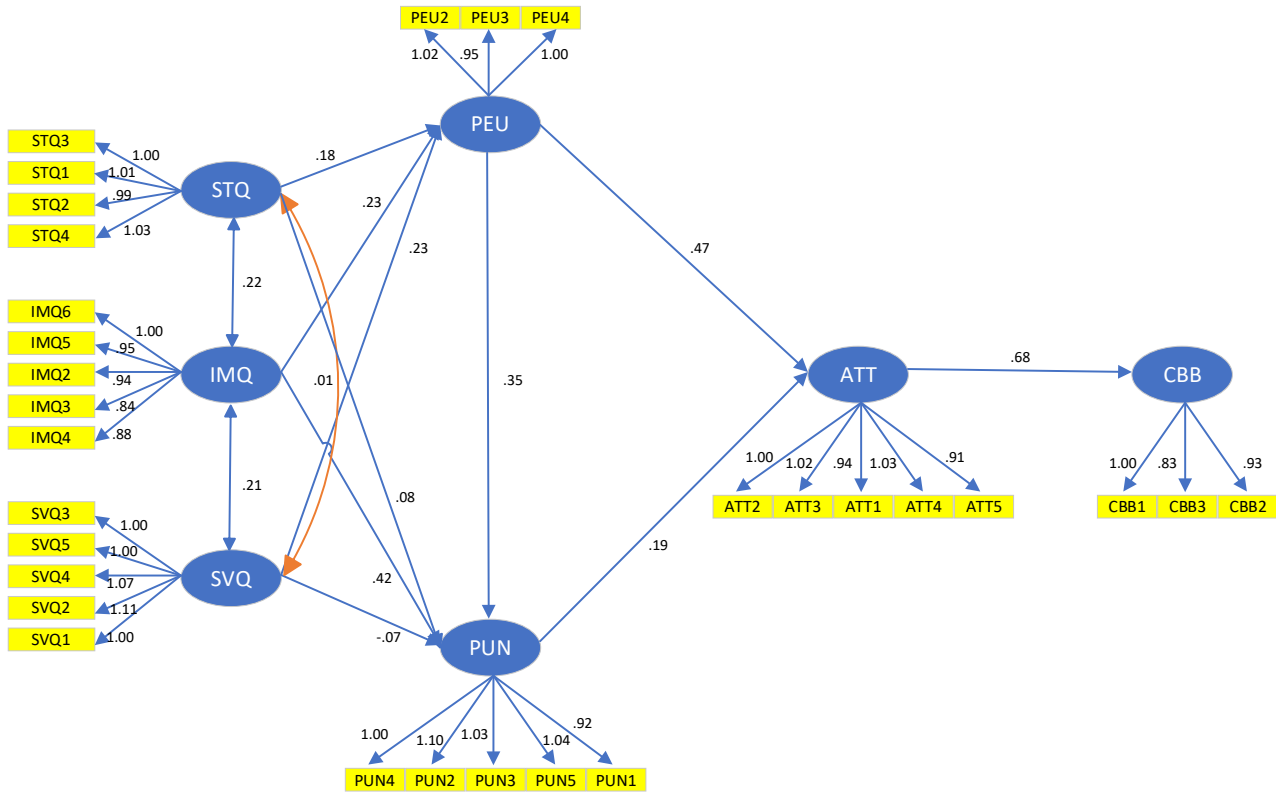 PEU2 PEU3 PEU4
1.02 .95 1.00
PEU
STQ3
STQ1
STQ2
STQ4
1.00
1.01
.99
1.03
STQ
.18
.23
.23
.47
.22
IMQ6
IMQ5
IMQ2
IMQ3
IMQ4
1.00
.95
.94
.84
.88
IMQ
.01
.35
ATT
.68
CBB
.21
.08
1.00 1.02 .94 1.03 .91
ATT2 ATT3 ATT1 ATT4 ATT5
1.00 .83 .93
CBB1 CBB3 CBB2
SVQ3
SVQ5
SVQ4
SVQ2
SVQ1
1.00
1.00
1.07
1.11
1.00
SVQ
.42
-.07
.19
PUN
1.00 1.10 1.03 1.04 .92
PUN4 PUN2 PUN3 PUN5 PUN1